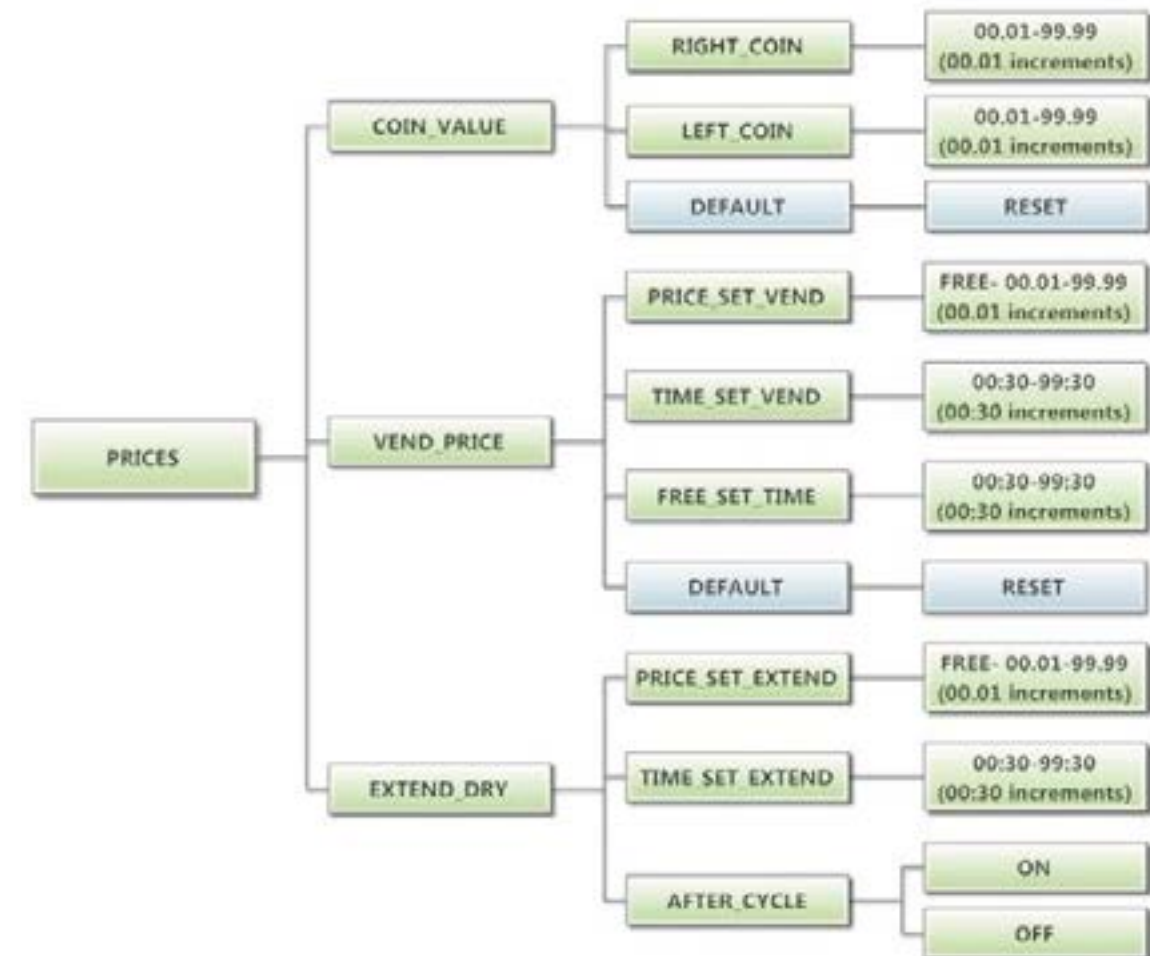 PRICES
COIN_VALUE
RIGHT_COIN
00.01-99.99
(00.01 increments)
LEFT_COIN
00.01-99.99
(00.01 increments)
DEFAULT
RESET
VEND_PRICE
PRICE_SET_VEND
FREE- 00.01-99.99
(00.01 increments)
TIME_SET_VEND
00:30-99:30
(00:30 increments)
FREE_SET_TIME
00:30-99:30
(00:30 increments)
DEFAULT
RESET
EXTEND_DRY
PRICE_SET_EXTEND
FREE- 00.01-99.99
(00.01 increments)
TIME_SET_EXTEND
00:30-99:30
(00:30 increments)
AFTER_CYCLE
ON
OFF